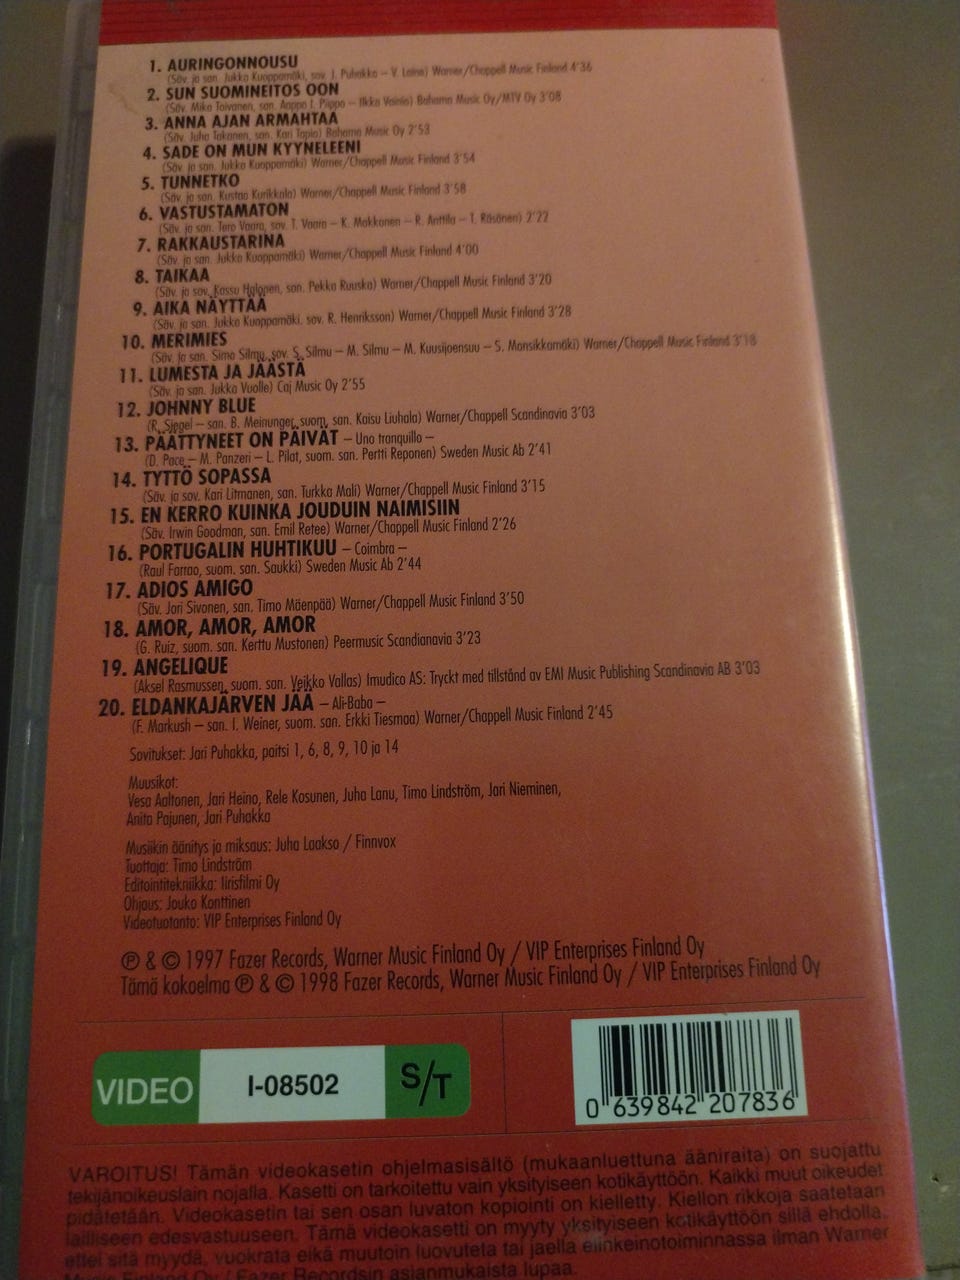 1. AURINGONNOUSU
(Säv. ja san. Jukka Kuoppamäki, sov. J. Puhakka – V. Laine) Warner/Chappell Music Finland 4'36
2. SUN SUOMINEITOS OON
(Säv. Mika Toivanen, san. Anppo I. Piippo – Ilkka Vainio) Bahama Music Oy/MTV Oy 3'08
3. ANNA AJAN ARMAHTAA
(Säv. Juha Takanen, san. Kari Tapio) Bahama Music Oy 2'53
4. SADE ON MUN KYYNELEENI
(Säv. ja san. Jukka Kuoppamäki) Warner/Chappell Music Finland 3'54
5. TUNNETKO
(Säv. ja san. Kustaa Kurikkala) Warner/Chappell Music Finland 3'58
6. VASTUSTAMATON
(Säv. ja san. Tero Vaara, sov. T. Vaara – K. Makkonen – R. Anttila – T. Räsänen) 2'22
7. RAKKAUSTARINA
(Säv. ja san. Jukka Kuoppamäki) Warner/Chappell Music Finland 4'00
8. TAIKAA
(Säv. ja sov. Kassu Halonen, san. Pekka Ruuska) Warner/Chappell Music Finland 3'20
9. AIKA NÄYTTÄÄ
(Säv. ja san. Jukka Kuoppamäki, sov. R. Henriksson) Warner/Chappell Music Finland 3'28
10. MERIMIES
(Säv. ja san. Simo Silmu, sov. S. Silmu – M. Silmu – M. Kuusijoensuu – S. Mansikkamäki) Warner/Chappell Music Finland 3'18
11. LUMESTA JA JÄÄSTÄ
(Säv. ja san. Jukka Vuolle) Caj Music Oy 2'55
12. JOHNNY BLUE
(R. Siegel – san. B. Meinunger, suom. san. Kaisu Liuhala) Warner/Chappell Scandinavia 3'03
13. PÄÄTTYNEET ON PÄIVÄT – Uno tranquillo –
(D. Pace – M. Panzeri – L. Pilat, suom. san. Pertti Reponen) Sweden Music Ab 2'41
14. TYTTÖ SOPASSA
(Säv. ja sov. Kari Litmanen, san. Turkka Mali) Warner/Chappell Music Finland 3'15
15. EN KERRO KUINKA JOUDUIN NAIMISIIN
(Säv. Irwin Goodman, san. Emil Retee) Warner/Chappell Music Finland 2'26
16. PORTUGALIN HUHTIKUU – Coimbra –
(Raul Farrao, suom. san. Saukki) Sweden Music Ab 2'44
17. ADIOS AMIGO
(Säv. Jori Sivonen, san. Timo Mäenpää) Warner/Chappell Music Finland 3'50
18. AMOR, AMOR, AMOR
(G. Ruiz, suom. san. Kerttu Mustonen) Peermusic Scandianavia 3'23
19. ANGELIQUE
(Aksel Rasmussen, suom. san. Veikko Vallas) Imudico AS: Tryckt med tillstånd av EMI Music Publishing Scandinavia AB 3'03
20. ELDANKAJÄRVEN JÄÄ – Ali-Baba –
(F. Markush – san. I. Weiner, suom. san. Erkki Tiesmaa) Warner/Chappell Music Finland 2'45
Sovitukset: Jari Puhakka, paitsi 1, 6, 8, 9, 10 ja 14
Muusikot:
Vesa Aaltonen, Jari Heino, Rele Kosunen, Juha Lanu, Timo Lindström, Jari Nieminen,
Anita Pajunen, Jari Puhakka
Musiikin äänitys ja miksaus: Juha Laakso / Finnvox
Tuottaja: Timo Lindström
Editointitekniikka: Iirisfilmi Oy
Ohjaus: Jouko Konttinen
Videotuotanto: VIP Enterprises Finland Oy
℗ & © 1997 Fazer Records, Warner Music Finland Oy / VIP Enterprises Finland Oy
Tämä kokoelma ℗ & © 1998 Fazer Records, Warner Music Finland Oy / VIP Enterprises Finland Oy
VIDEO I-08502 S/T
0 639842 207836
VAROITUS! Tämän videokasetin ohjelmasisältö (mukaanluettuna ääniraita) on suojattu
tekijänoikeuslain nojalla. Kasetti on tarkoitettu vain yksityiseen kotikäyttöön. Kaikki muut oikeudet
pidätetään. Videokasetin tai sen osan luvaton kopiointi on kielletty. Kiellon rikkoja saatetaan
lailliseen edesvastuuseen. Tämä videokasetti on myyty yksityiseen kotikäyttöön sillä ehdolla,
ettei sitä myydä, vuokrata eikä muutoin luovuteta tai jaella elinkeinotoiminnassa ilman Warner
Music Finland Oy / Fazer Recordsin asianmukaista lupaa.